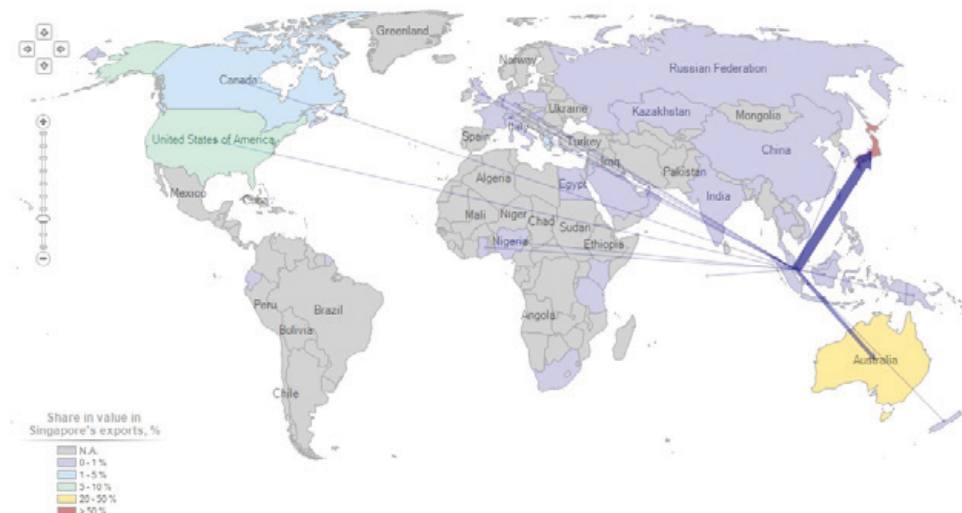 Greenland
Norway
Russian Federation
Canada
Ukraine
Kazakhstan
Mongolia
United States of America
Spain
Italy
Turkey
China
Iraq
Pakistan
Algeria
Egypt
India
Mexico
Cuba
Mali
Niger
Chad
Sudan
Nigeria
Ethiopia
Peru
Brazil
Angola
Bolivia
Australia
Chile
Share in value in
Singapore's exports, %
N.A.
0 - 1 %
1 - 5 %
5 - 10 %
20 - 50 %
> 50 %